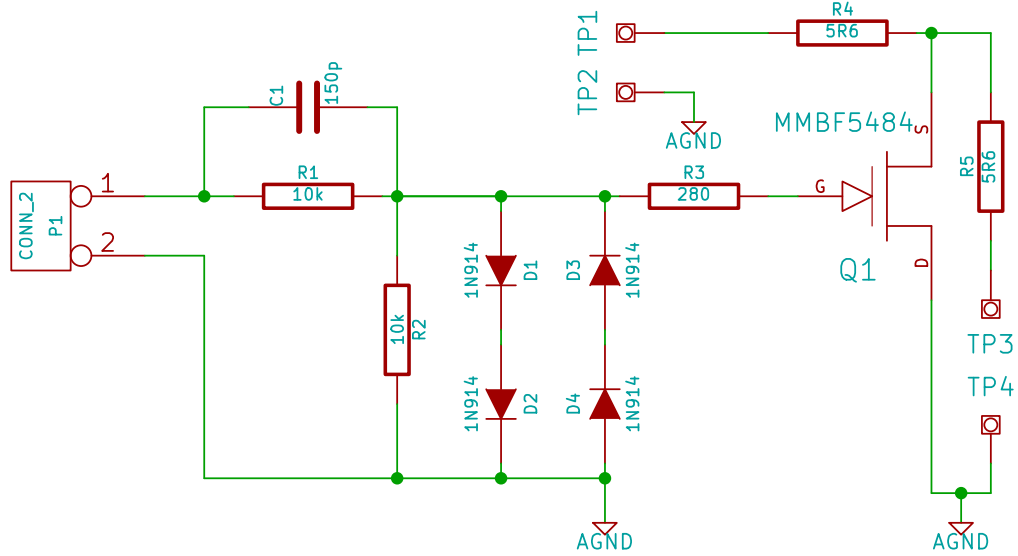 R4
5R6
TP1
TP2
AGND
C1
150p
MMBF5484
S
G
D
Q1
R5
5R6
R1
10k
R3
280
1
2
CONN_2
P1
1N914
D1
D3
1N914
10k
R2
1N914
D2
D4
1N914
TP3
TP4
AGND
AGND